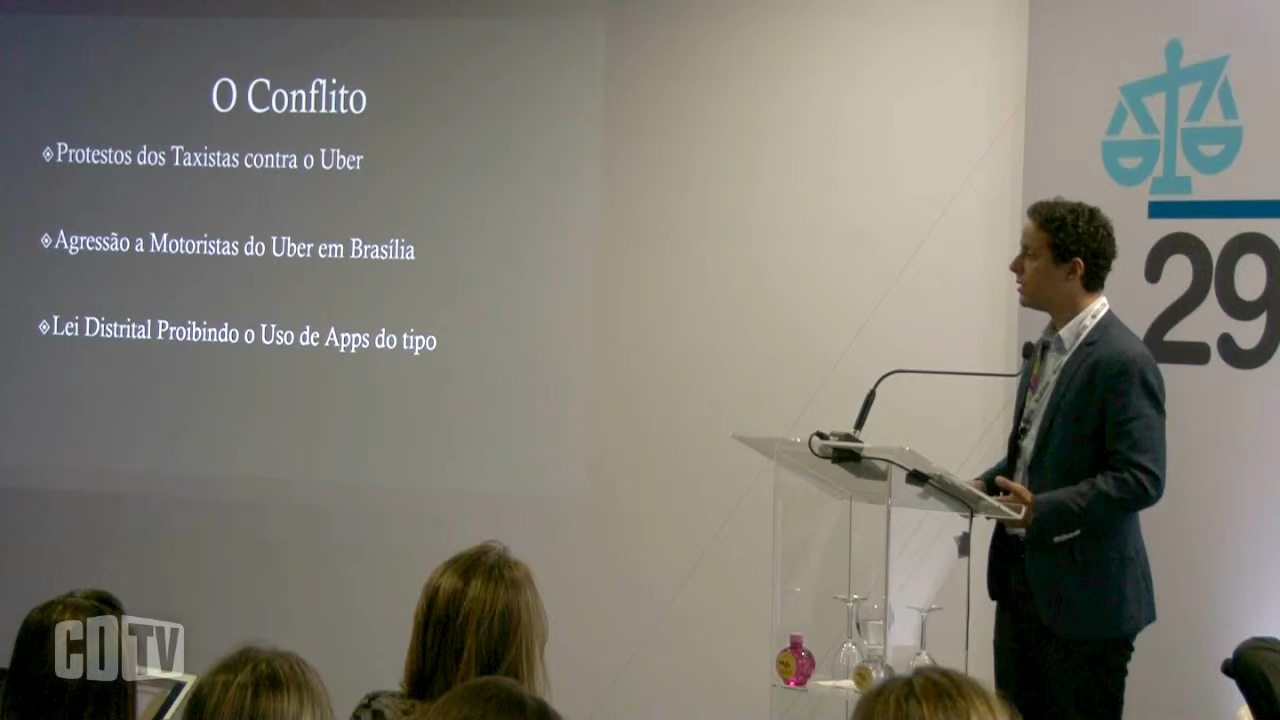 O Conflito
Protestos dos Taxistas contra o Uber
Agressão a Motoristas do Uber em Brasília
Lei Distrital Proibindo o Uso de Apps do tipo
29
CDTV